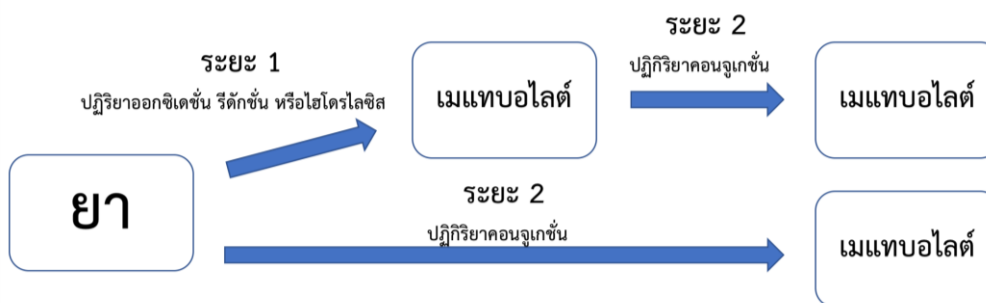 ระยะ 1
ปฏิริยาออกซิเดชั่น รีดักชั่น หรือไฮโดรไลซิส
เมแทบอไลต์
ระยะ 2
ปฏิกิริยาคอนจูเกชั่น
เมแทบอไลต์
ยา
ระยะ 2
ปฏิกิริยาคอนจูเกชั่น
เมแทบอไลต์